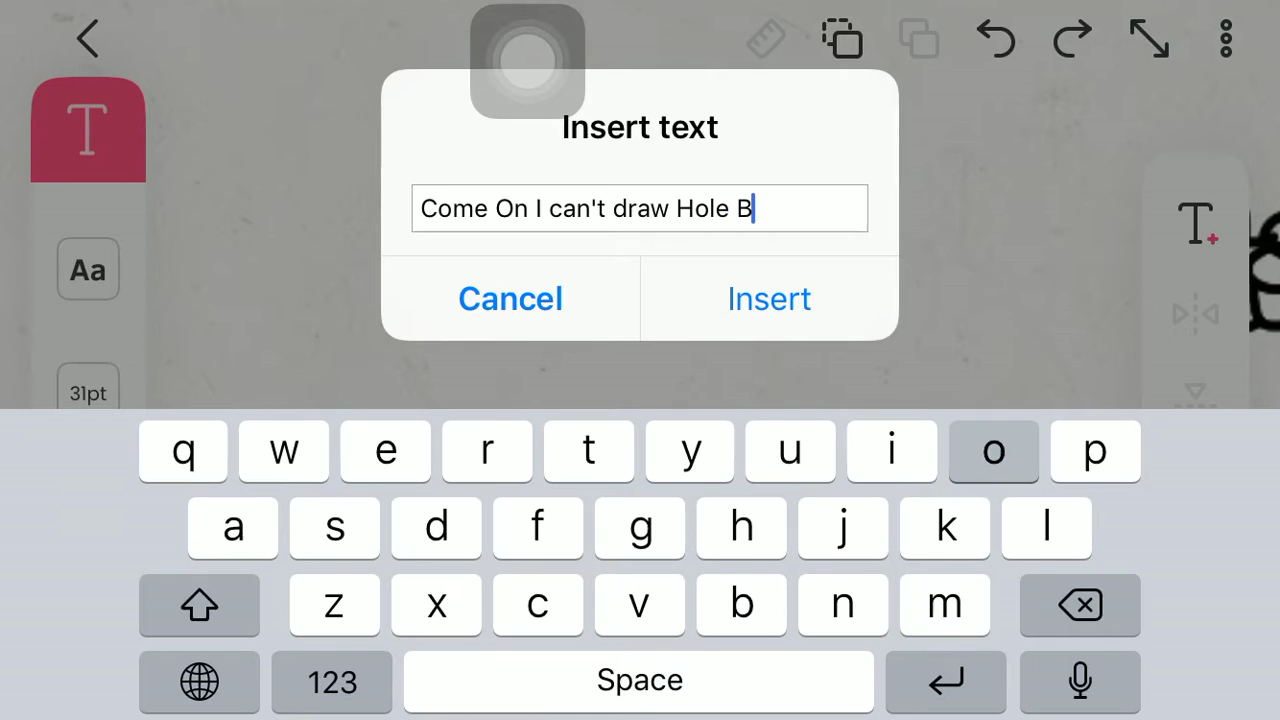 T
Insert text
Come On I can't draw Hole B
Cancel
Insert
Aa
31pt
T
q w e r t y u i o p
a s d f g h j k l
z x c v b n m
123
Space